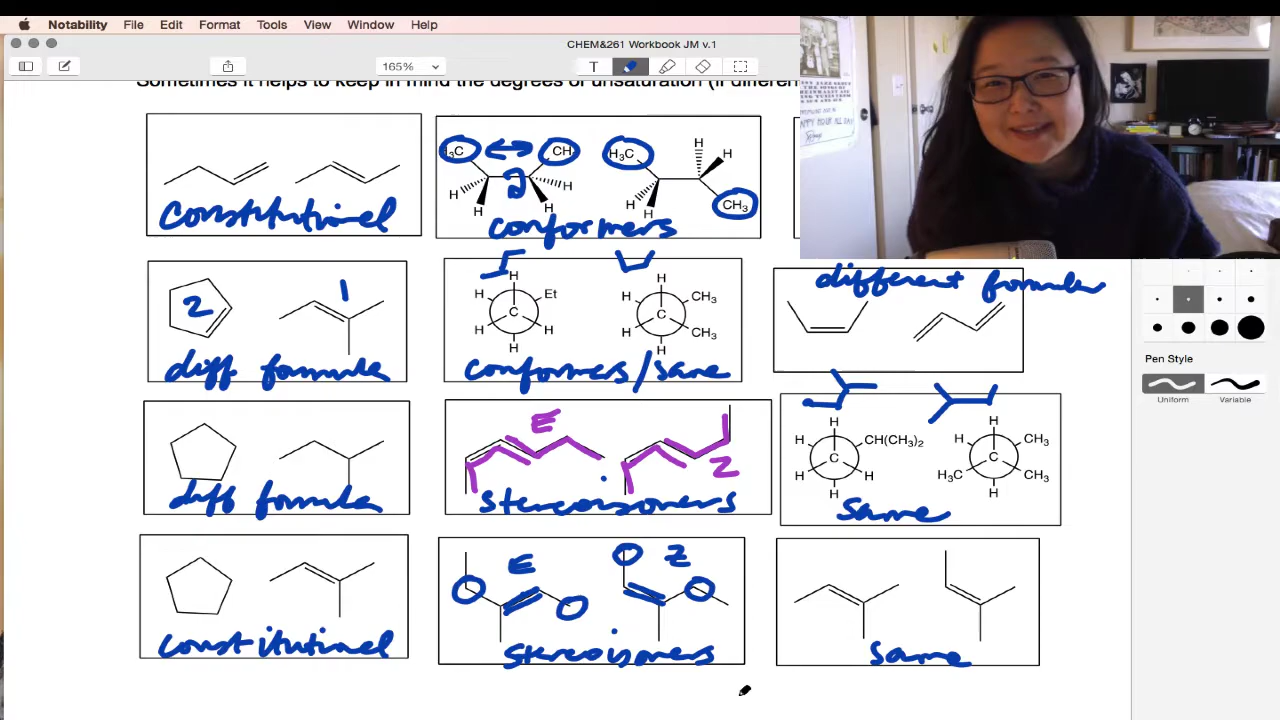 Notability File Edit Format Tools View Window Help
CHEM&261 Workbook JM v.1
165%
T
Sometimes it helps to keep in mind the degrees of unsaturation (if differen
constitutional
H₃C CH H H H H
2
H₃C H H H H CH₃
conformers
2
1
diff formula
H H Et C H H H
H H CH₃ C H CH₃ H
conformers/same
different formula
diff formula
E
Z
stereoisomers
H H CH(CH₃)₂ C H H H
H H CH₃ C H₃C CH₃ H
same
constitutional
E
Z
stereoisomers
same
Pen Style
Uniform Variable